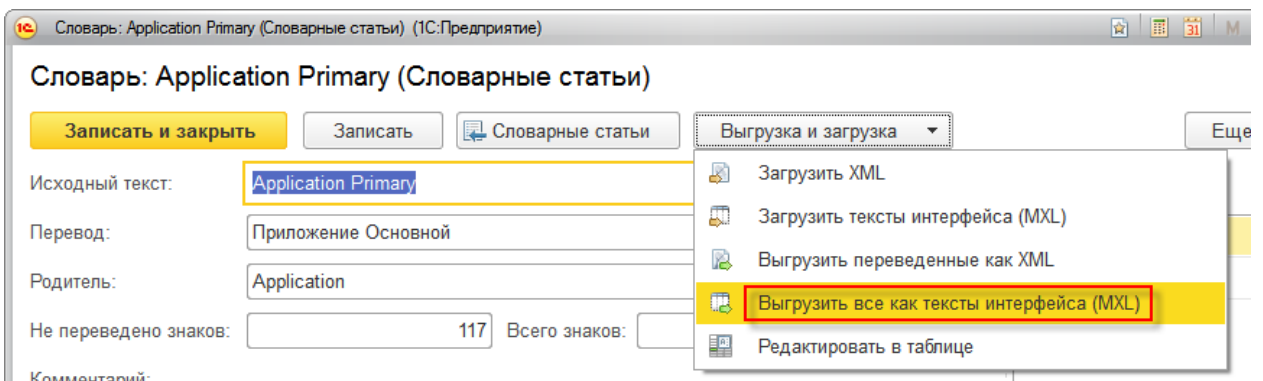 Словарь: Application Primary (Словарные статьи) (1С:Предприятие)
31 M
Словарь: Application Primary (Словарные статьи)
Записать и закрыть Записать Словарные статьи Выгрузка и загрузка Еще
Исходный текст: Application Primary
Загрузить XML
Загрузить тексты интерфейса (MXL)
Перевод: Приложение Основной
Выгрузить переведенные как XML
Родитель: Application
Выгрузить все как тексты интерфейса (MXL)
Не переведено знаков: 117 Всего знаков:
Редактировать в таблице
Комментарий: